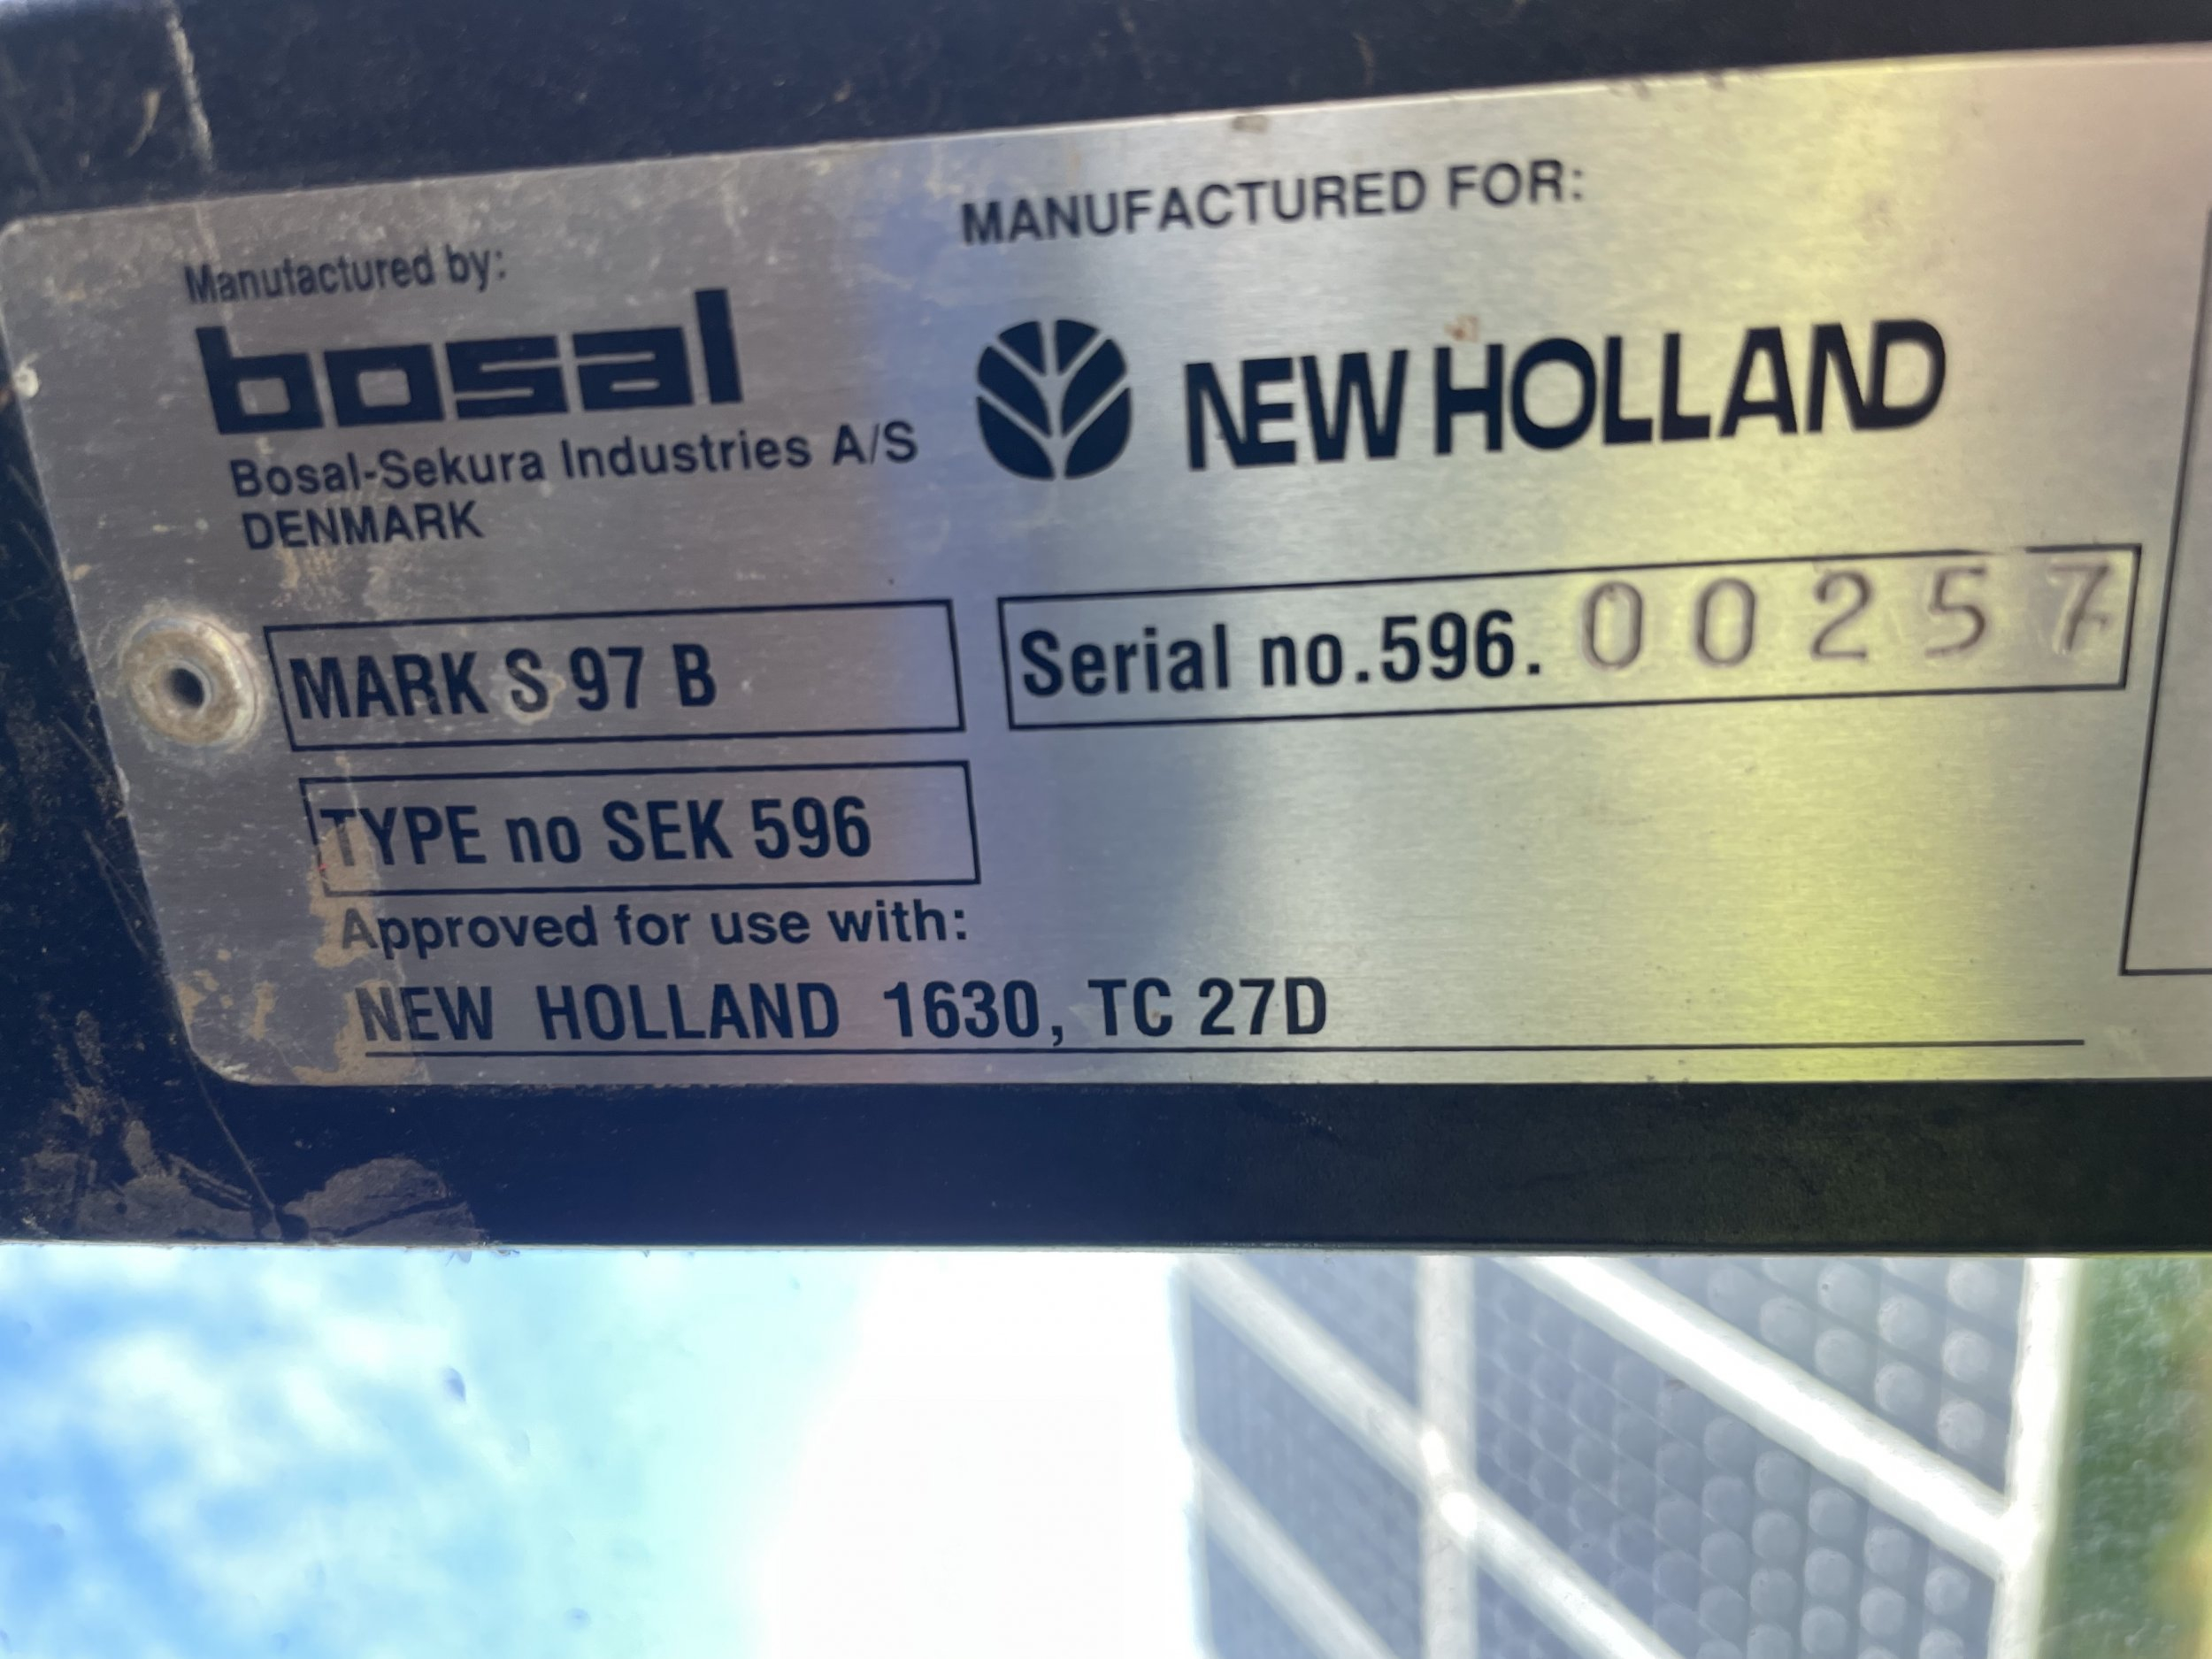 Manufactured by:
bosal
Bosal-Sekura Industries A/S
DENMARK
MANUFACTURED FOR:
NEW HOLLAND
MARK S 97 B
Serial no.596. 00257
TYPE no SEK 596
Approved for use with:
NEW HOLLAND 1630, TC 27D